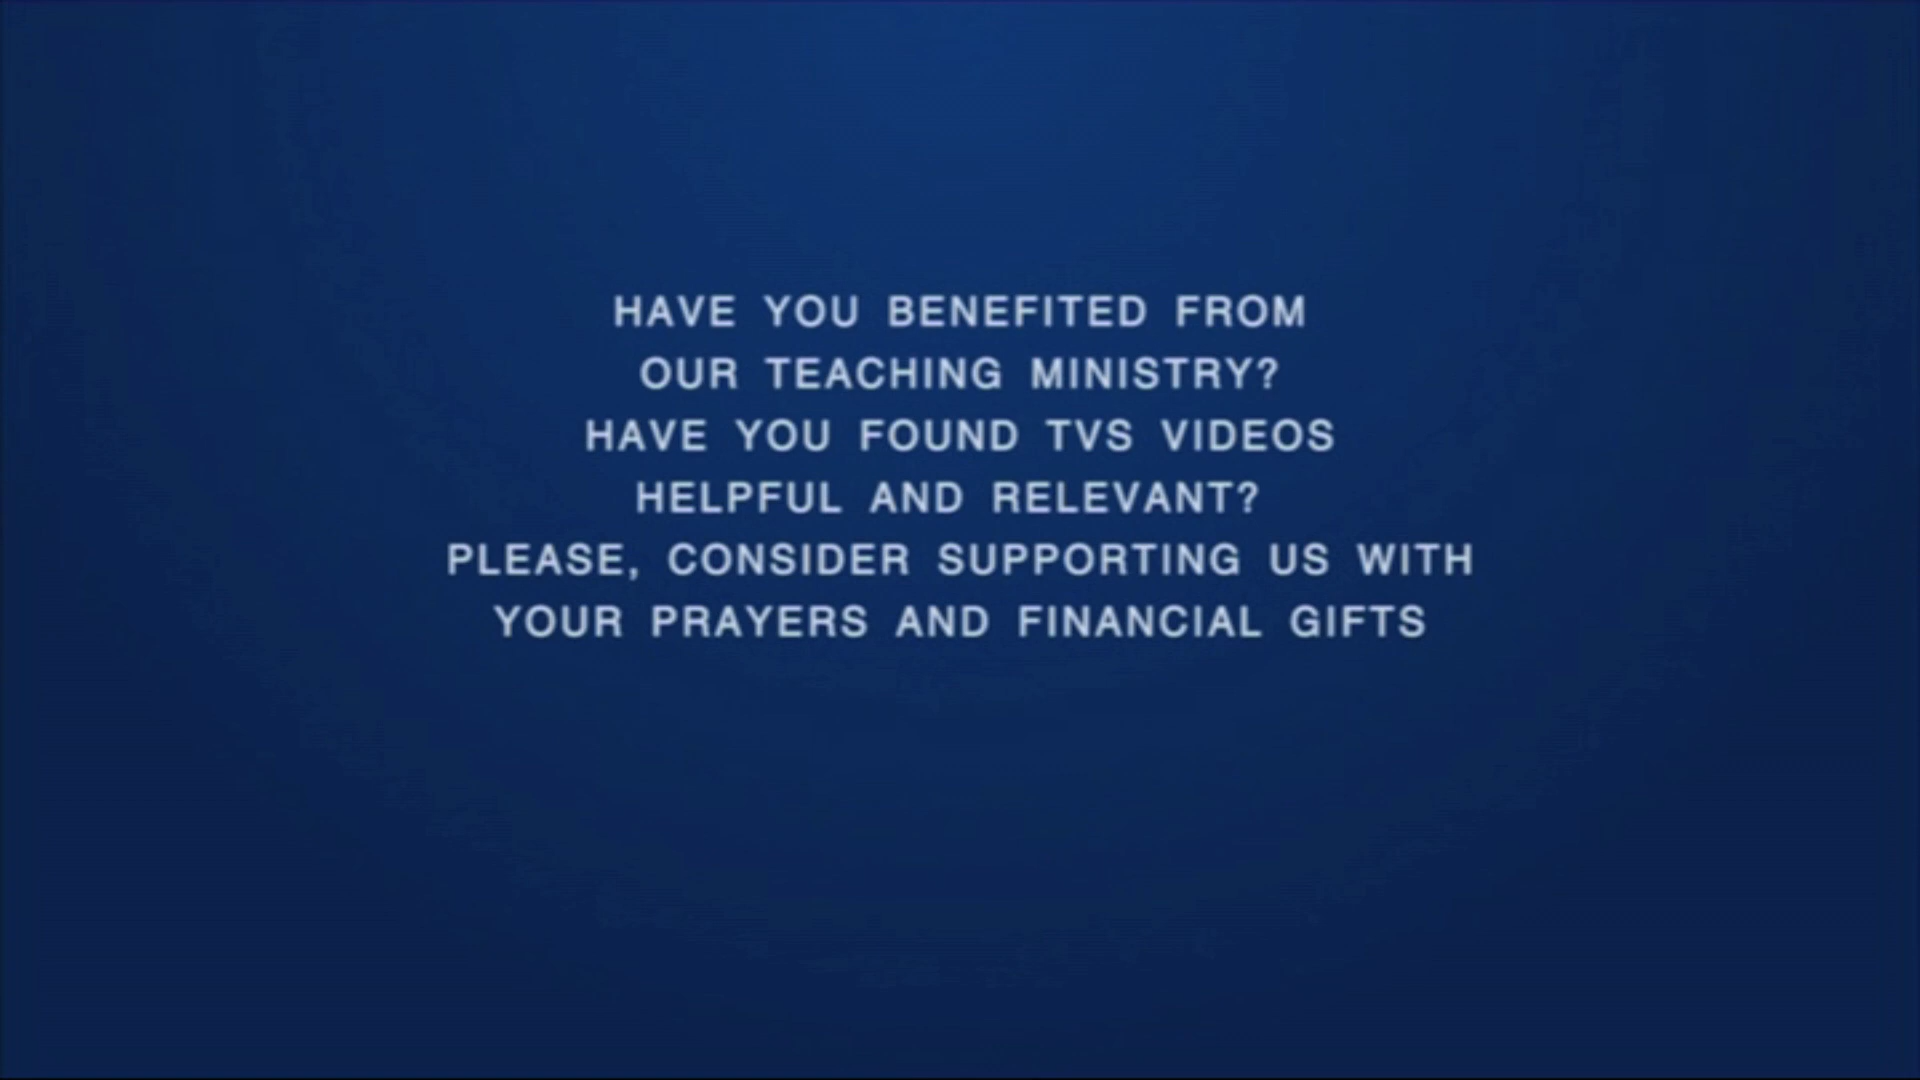 HAVE YOU BENEFITED FROM
OUR TEACHING MINISTRY?
HAVE YOU FOUND TVS VIDEOS
HELPFUL AND RELEVANT?
PLEASE, CONSIDER SUPPORTING US WITH
YOUR PRAYERS AND FINANCIAL GIFTS